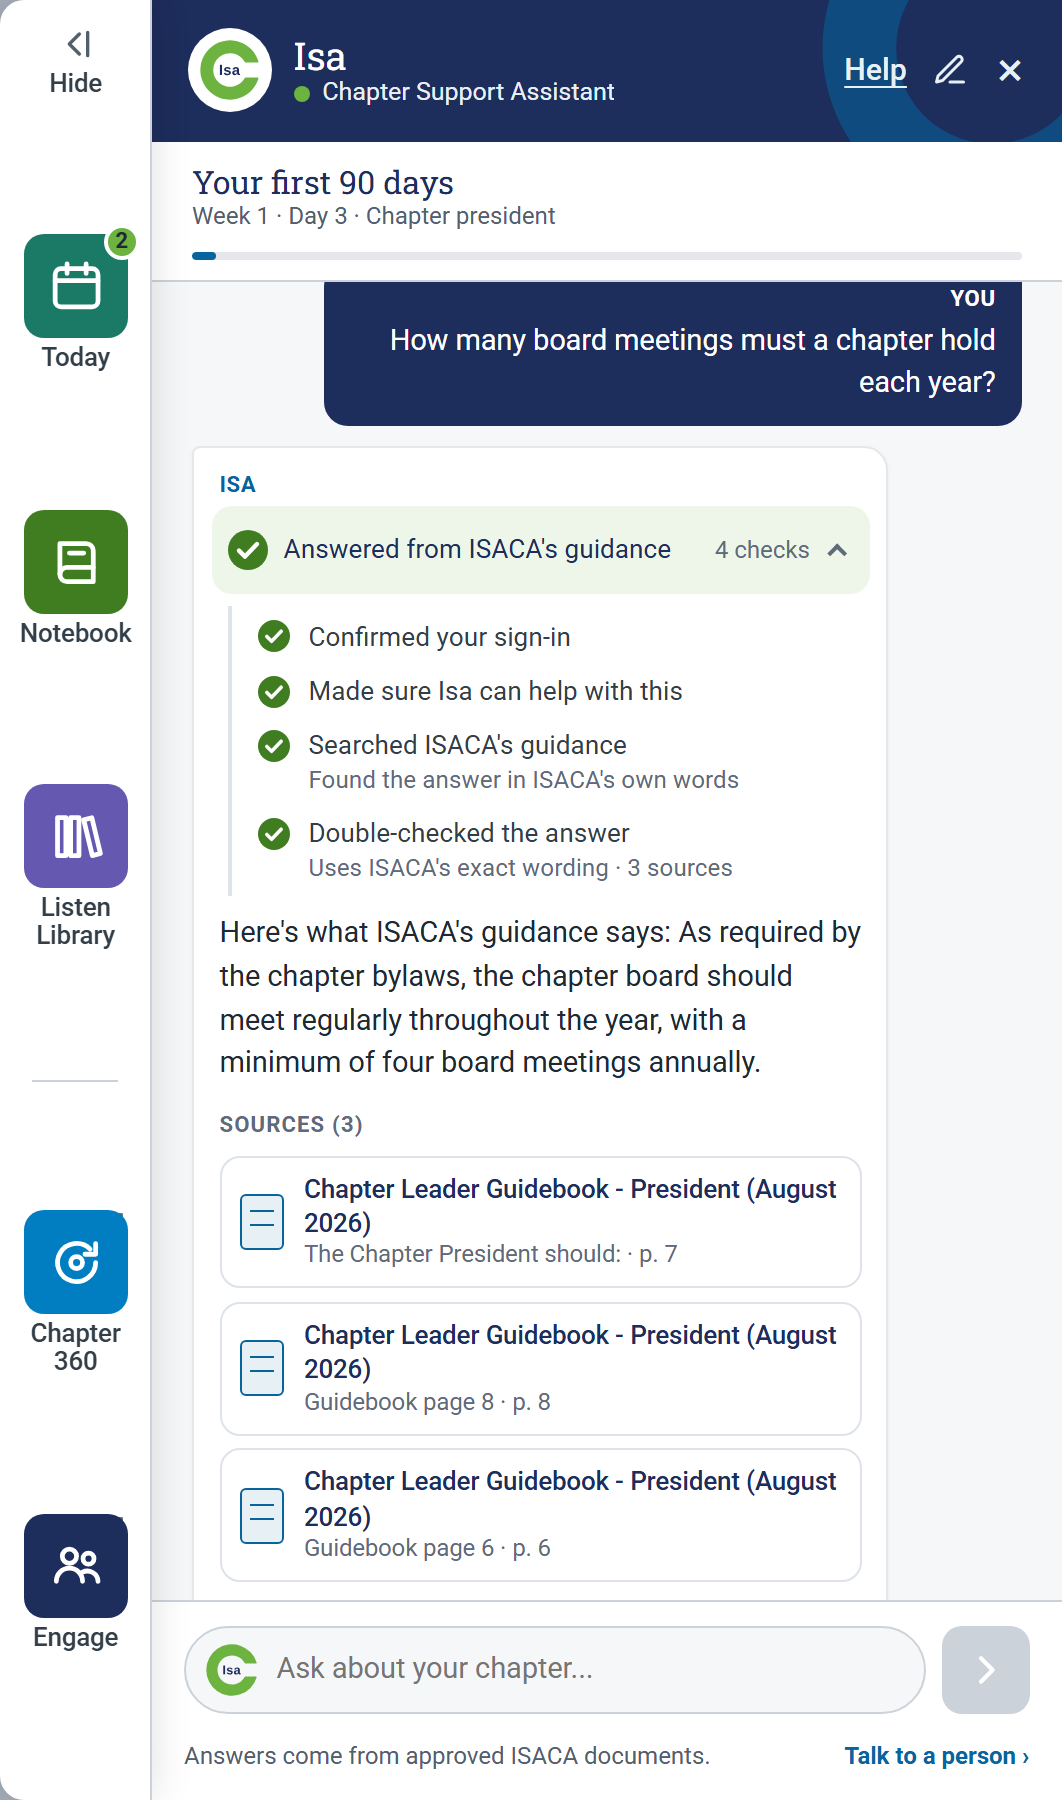 Hide
Isa
Isa
Chapter Support Assistant
Help
Your first 90 days
Week 1 · Day 3 · Chapter president
2
Today
Notebook
Listen
Library
Chapter
360
Engage
YOU
How many board meetings must a chapter hold
each year?
ISA
Answered from ISACA's guidance
4 checks
Confirmed your sign-in
Made sure Isa can help with this
Searched ISACA's guidance
Found the answer in ISACA's own words
Double-checked the answer
Uses ISACA's exact wording · 3 sources
Here's what ISACA's guidance says: As required by
the chapter bylaws, the chapter board should
meet regularly throughout the year, with a
minimum of four board meetings annually.
SOURCES (3)
Chapter Leader Guidebook - President (August
2026)
The Chapter President should: · p. 7
Chapter Leader Guidebook - President (August
2026)
Guidebook page 8 · p. 8
Chapter Leader Guidebook - President (August
2026)
Guidebook page 6 · p. 6
Isa
Ask about your chapter...
Answers come from approved ISACA documents.
Talk to a person ›